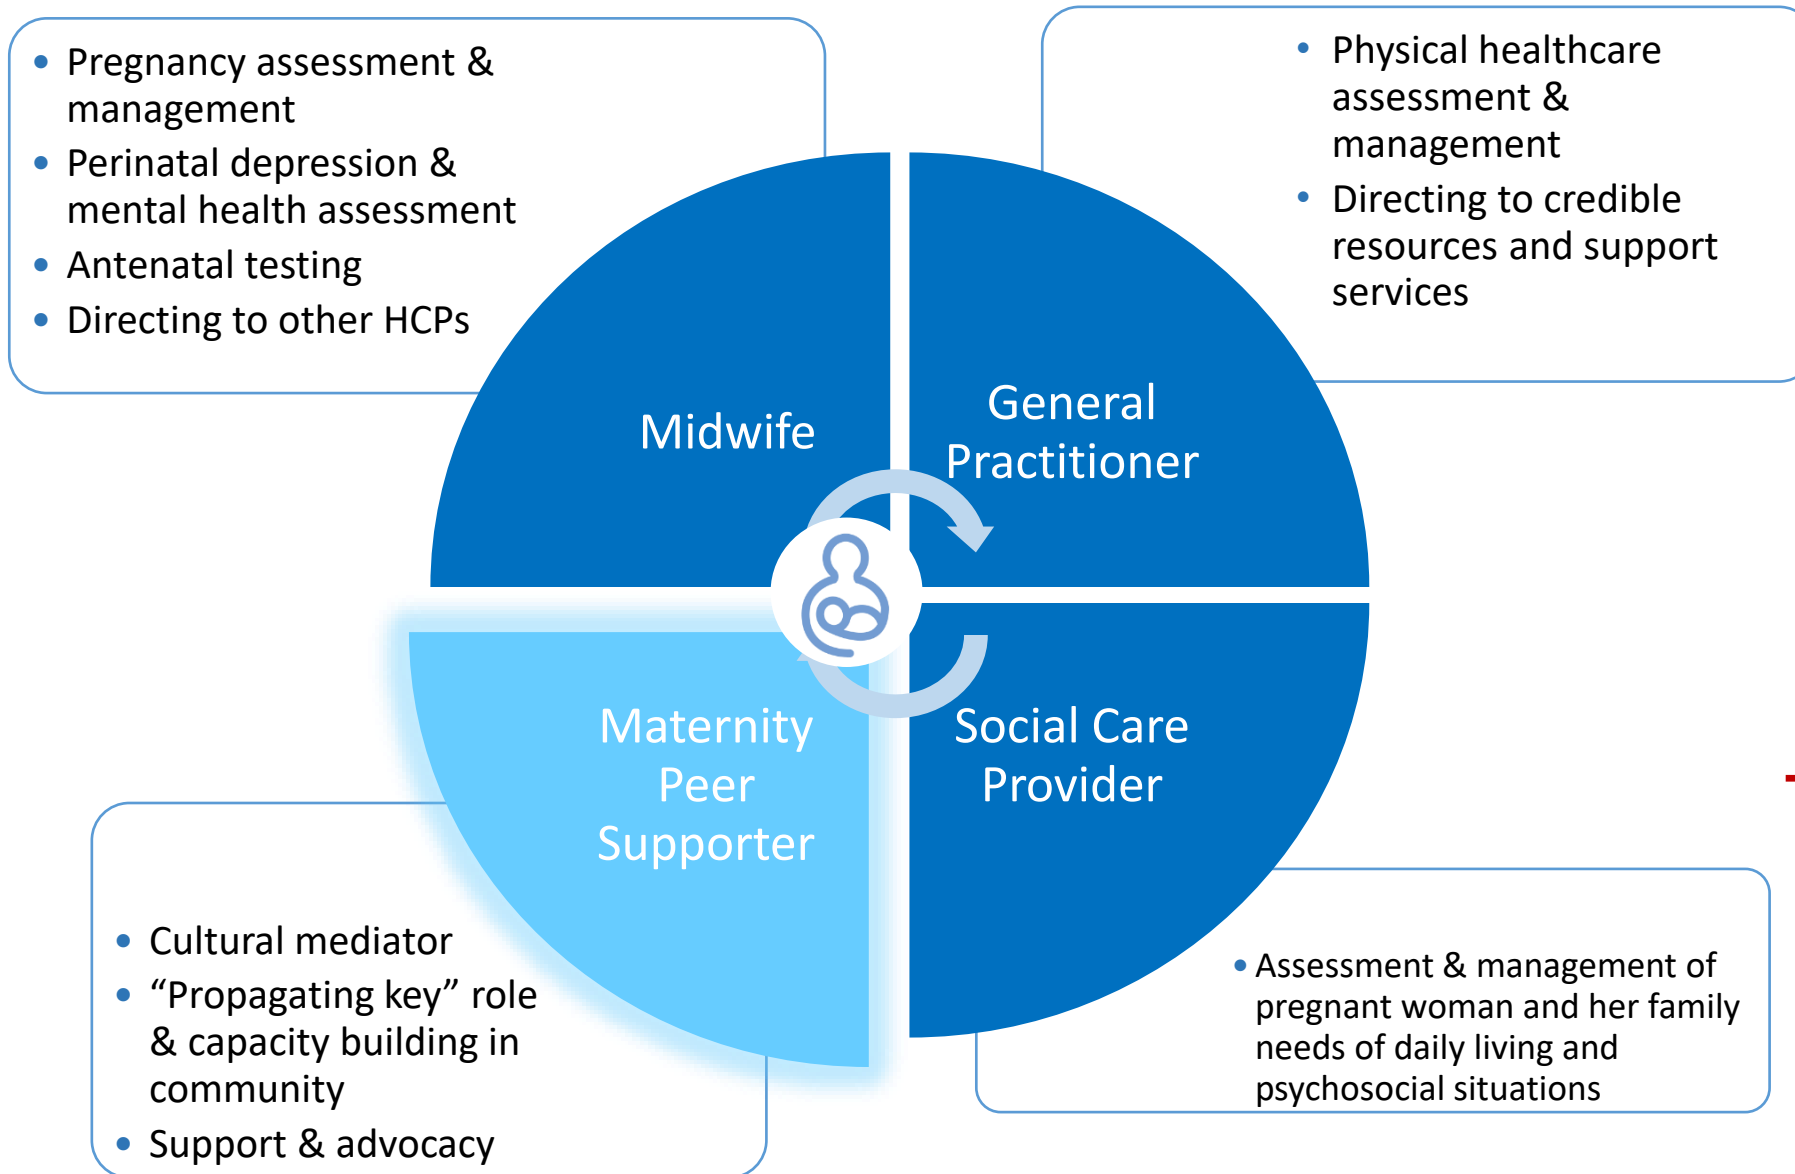 • Pregnancy assessment &
management
• Perinatal depression &
mental health assessment
• Antenatal testing
• Directing to other HCPs
• Physical healthcare
assessment &
management
• Directing to credible
resources and support
services
Midwife
General
Practitioner
Maternity
Peer
Supporter
Social Care
Provider
• Cultural mediator
• “Propagating key” role
& capacity building in
community
• Support & advocacy
• Assessment & management of
pregnant woman and her family
needs of daily living and
psychosocial situations